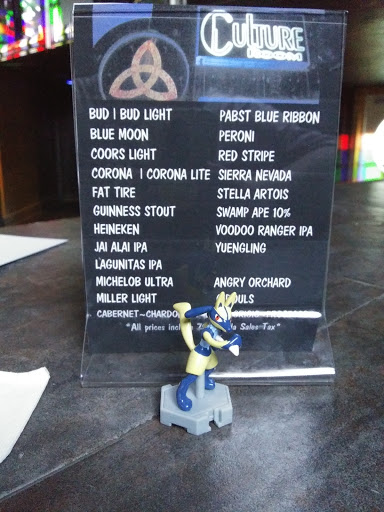 Culture
ROOM
BUD | BUD LIGHT
BLUE MOON
COORS LIGHT
CORONA | CORONA LITE
FAT TIRE
GUINNESS STOUT
HEINEKEN
JAI ALAI IPA
LAGUNITAS IPA
MICHELOB ULTRA
MILLER LIGHT
PABST BLUE RIBBON
PERONI
RED STRIPE
SIERRA NEVADA
STELLA ARTOIS
SWAMP APE 10%
VOODOO RANGER IPA
YUENGLING
ANGRY ORCHARD
CABERNET~
"All prices Sales Tax"